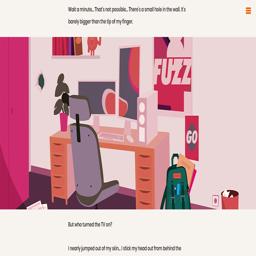 Wait a minute... That's not possible... There's a small hole in the wall. It's
barely bigger than the tip of my finger.
FUZZ
GO
But who turned the TV on?
I nearly jumped out of my skin... I stick my head out from behind the